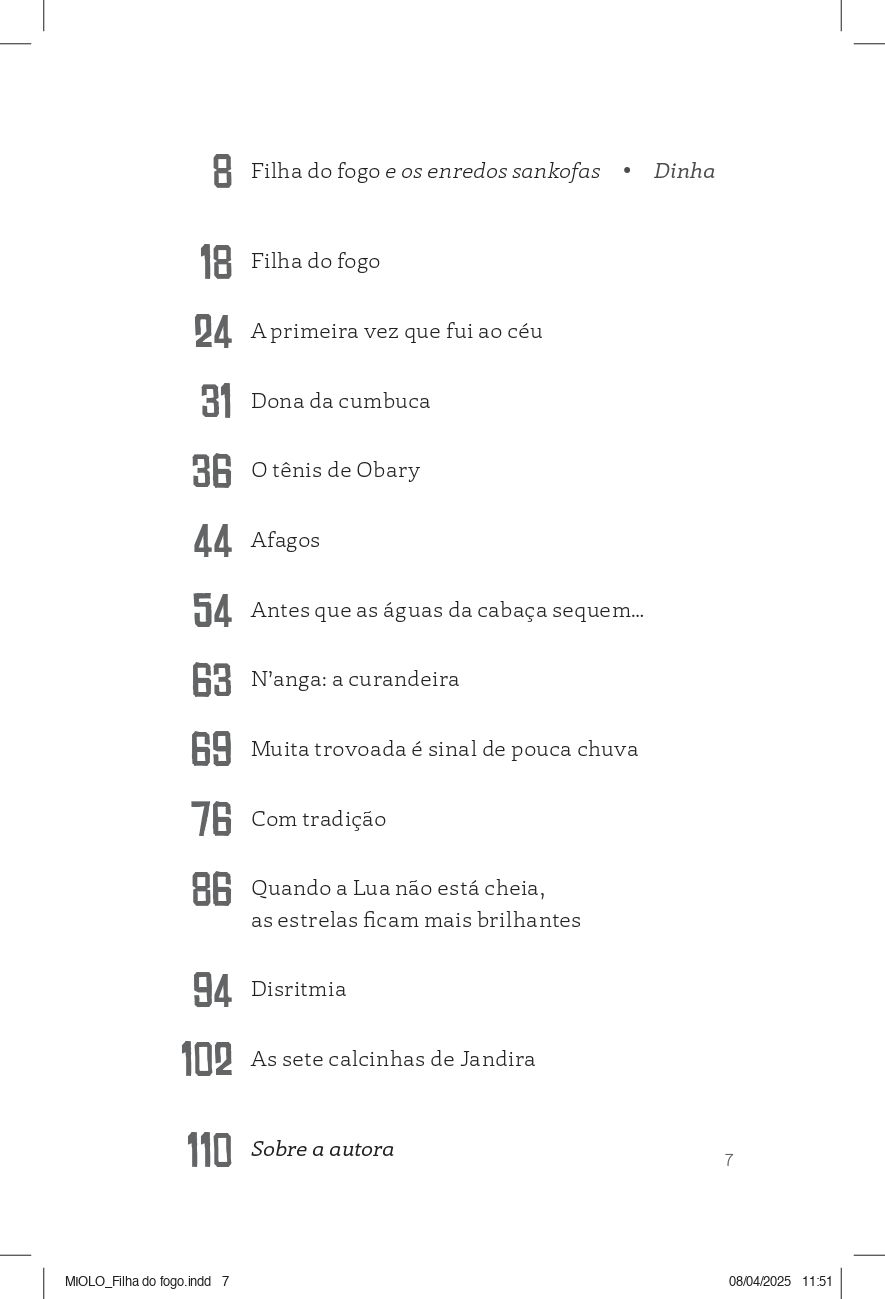 8 Filha do fogo e os enredos sankofas • Dinha
18 Filha do fogo
24 A primeira vez que fui ao céu
31 Dona da cumbuca
36 O tênis de Obary
44 Afagos
54 Antes que as águas da cabaça sequem...
63 N’anga: a curandeira
69 Muita trovoada é sinal de pouca chuva
76 Com tradição
86 Quando a Lua não está cheia,
as estrelas ficam mais brilhantes
94 Disritmia
102 As sete calcinhas de Jandira
110 Sobre a autora
7
MIOLO_Filha do fogo.indd 7 08/04/2025 11:51